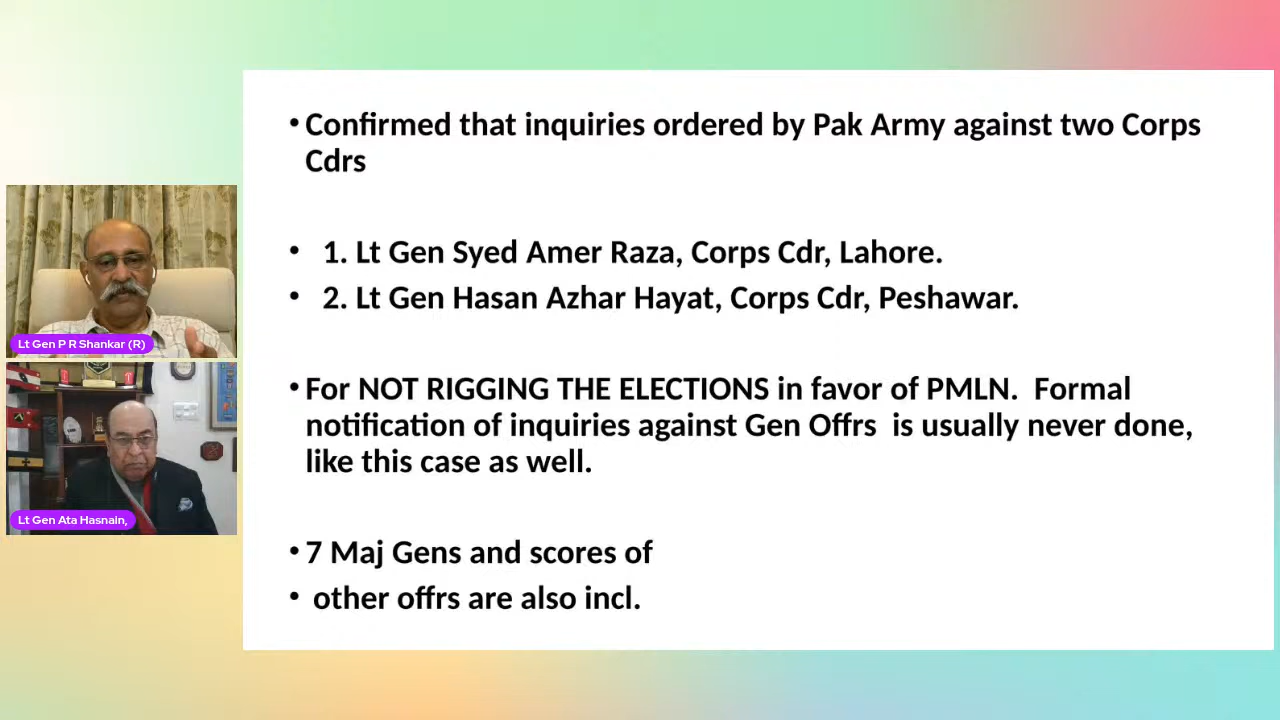 • Confirmed that inquiries ordered by Pak Army against two Corps
Cdrs
• 1. Lt Gen Syed Amer Raza, Corps Cdr, Lahore.
• 2. Lt Gen Hasan Azhar Hayat, Corps Cdr, Peshawar.
• For NOT RIGGING THE ELECTIONS in favor of PMLN. Formal
notification of inquiries against Gen Offrs is usually never done,
like this case as well.
• 7 Maj Gens and scores of
• other offrs are also incl.
Lt Gen P R Shankar (R)
Lt Gen Ata Hasnain,